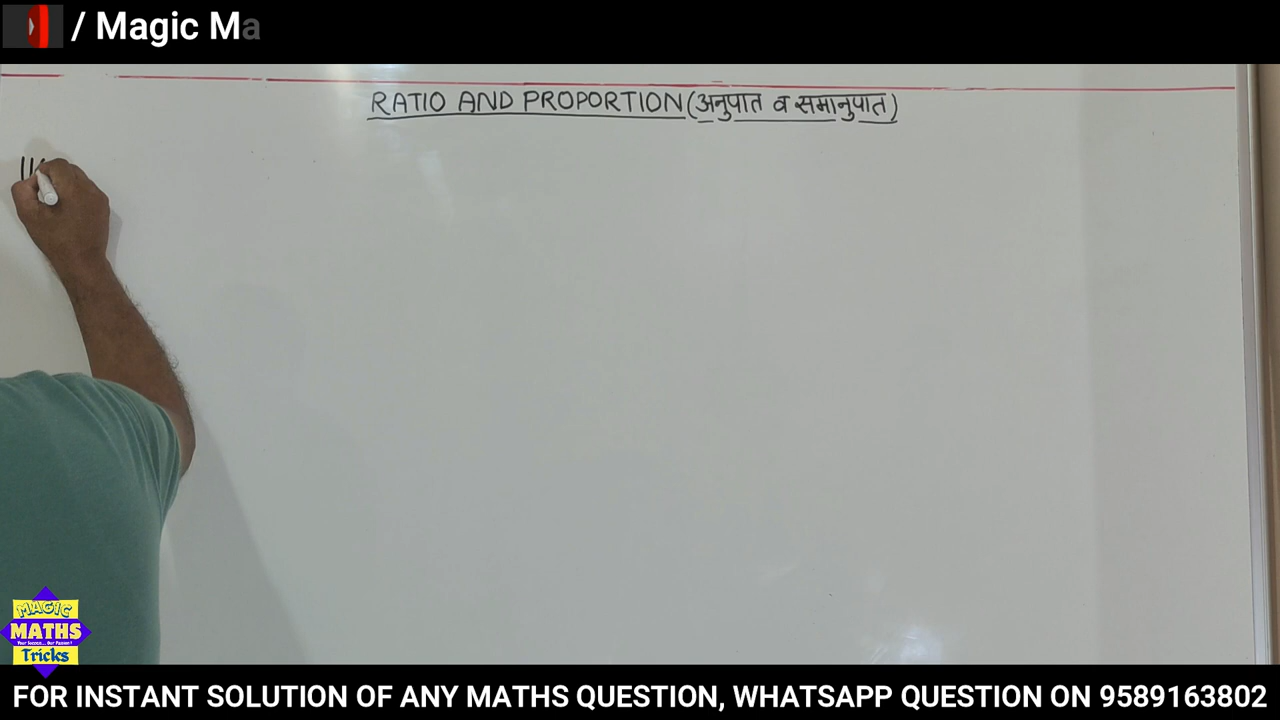 / Magic Ma
RATIO AND PROPORTION (अनुपात व समानुपात)
MAGIC
MATHS
Tricks
FOR INSTANT SOLUTION OF ANY MATHS QUESTION, WHATSAPP QUESTION ON 9589163802